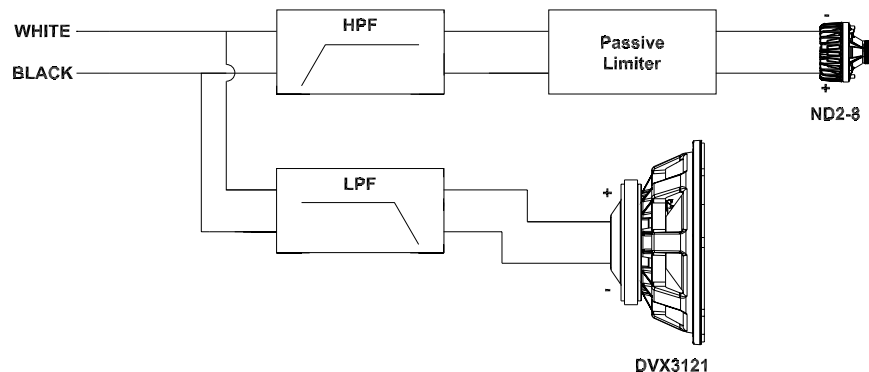 WHITE
HPF
Passive
Limiter
-
BLACK
+
ND2-8
LPF
+
-
DVX3121